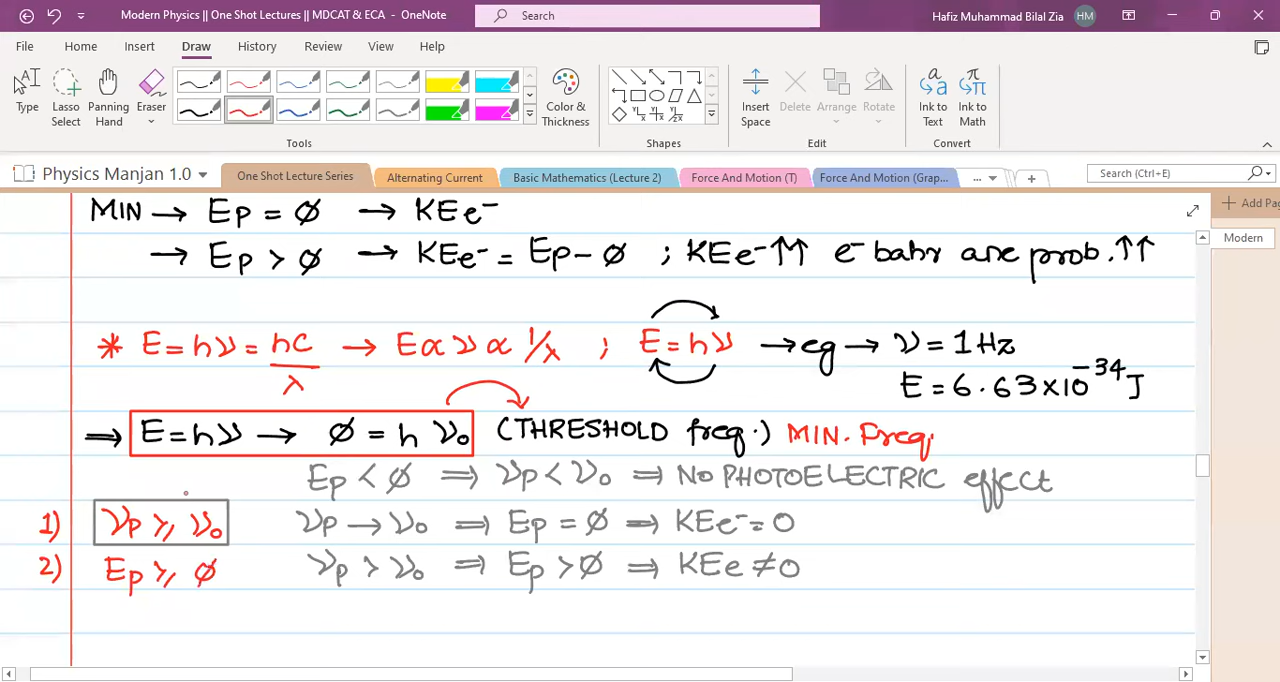 Modern Physics || One Shot Lectures || MDCAT & ECA - OneNote
Search
Hafiz Muhammad Bilal Zia HM
File Home Insert Draw History Review View Help
Type
Lasso Select
Panning Hand
Eraser
Color & Thickness
Insert Space
Delete
Arrange
Rotate
Ink to Text
Ink to Math
Tools
Shapes
Edit
Convert
Physics Manjan 1.0
One Shot Lecture Series
Alternating Current
Basic Mathematics (Lecture 2)
Force And Motion (T)
Force And Motion (Grap...
...
Search (Ctrl+E)
Add Pag
Modern
MIN → Ep = Ø → KEe⁻
→ Ep > Ø → KEe⁻ = Ep - Ø ; KEe⁻↑↑ e⁻ bahr ane prob.↑↑
* E = hν = hc/λ → E α ν α 1/λ ; E = hν → eg → ν = 1Hz
E = 6.63×10⁻³⁴J
⇒ E = hν → Ø = hν₀ (THRESHOLD freq.) MIN. Freq.
Ep < Ø ⇒ νp < ν₀ ⇒ NO PHOTOELECTRIC effect
1) νp ⩾ ν₀ νp → ν₀ ⇒ Ep = Ø ⇒ KEe⁻ = 0
2) Ep ⩾ Ø νp > ν₀ ⇒ Ep > Ø ⇒ KEe ≠ 0